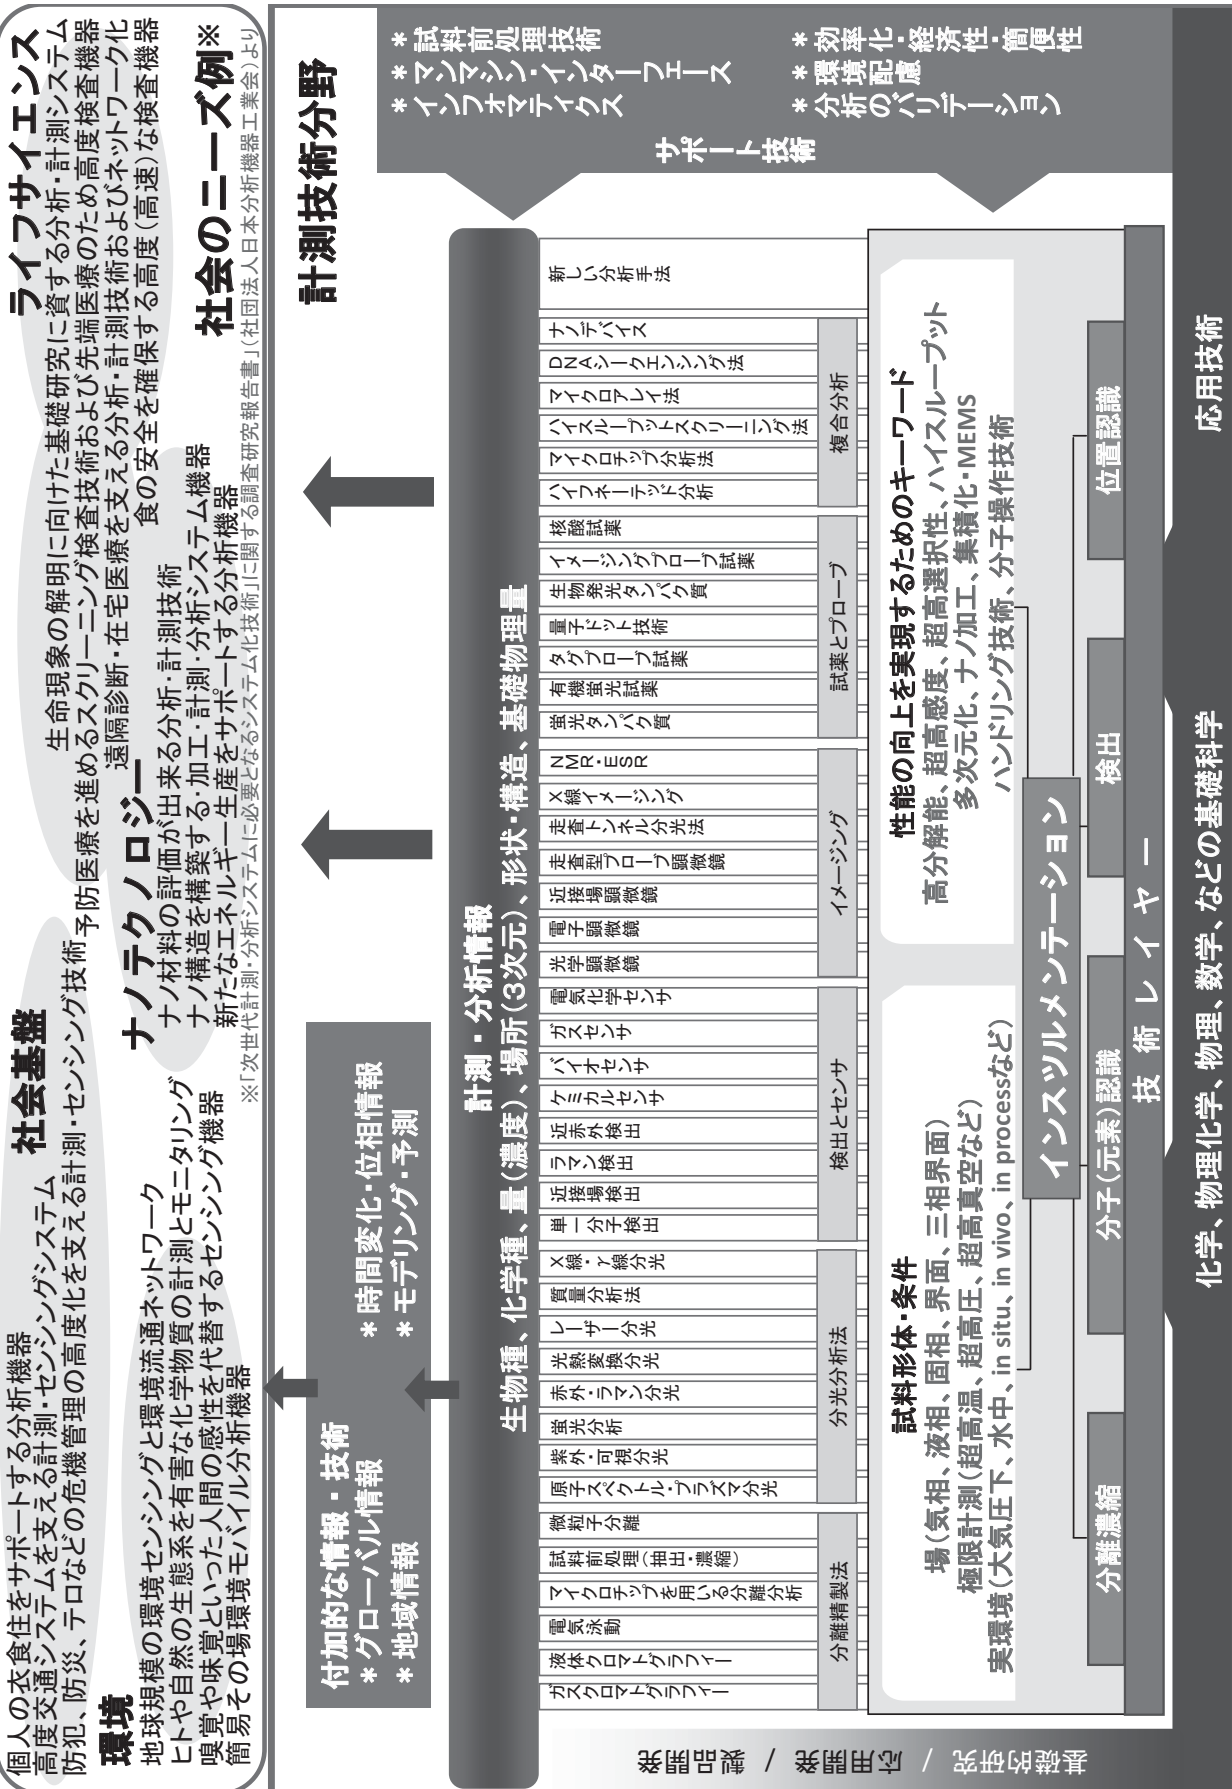 社会基盤
個人の衣食住をサポートする分析機器
高度交通システムを支える計測・センシングシステム
防犯、防災、テロなどの危機管理の高度化を支える計測・センシング技術
環境
地球規模の環境センシングと環境流通ネットワーク
ヒトや自然の生態系を有害な化学物質の計測とモニタリング
嗅覚や味覚といった人間の感性を代替するセンシング機器
簡易その場環境モバイル分析機器
ライフサイエンス
生命現象の解明に向けた基礎研究に資する分析・計測システム
予防医療を進めるスクリーニング検査技術および先端医療のため高度検査機器
遠隔診断・在宅医療を支える分析・計測技術およびネットワーク化
食の安全を確保する高度(高速)な検査機器
ナノテクノロジー
ナノ材料の評価が出来る分析・計測技術
ナノ構造を構築する・加工・計測・分析システム機器
新たなエネルギー生産をサポートする分析機器
社会のニーズ例※
※「次世代計測・分析システムに必要となるシステム化技術」に関する調査研究報告書」(社団法人日本分析機器工業会)より
計測技術分野
付加的な情報・技術
*グローバル情報
*地域情報
*時間変化・位相情報
*モデリング・予測
計測・分析情報
生物種、化学種、量(濃度)、場所(3次元)、形状・構造、基礎物理量
ガスクロマトグラフィー
液体クロマトグラフィー
電気泳動
マイクロチップを用いる分離分析
試料前処理(抽出・濃縮)
微粒子分離
分離精製法
原子スペクトル・プラズマ分光
紫外・可視分光
蛍光分析
赤外・ラマン分光
光熱変換分光
レーザー分光
質量分析法
X線・γ線分光
分光分析法
単一分子検出
近接場検出
ラマン検出
近赤外検出
ケミカルセンサ
バイオセンサ
ガスセンサ
電気化学センサ
検出とセンサ
光学顕微鏡
電子顕微鏡
近接場顕微鏡
走査型プローブ顕微鏡
走査トンネル分光法
X線イメージング
NMR・ESR
イメージング
蛍光タンパク質
有機蛍光試薬
タグプローブ試薬
量子ドット技術
生物発光タンパク質
イメージングプローブ試薬
核酸試薬
試薬とプローブ
ハイフネーテッド分析
マイクロチップ分析法
ハイスループットスクリーニング法
マイクロアレイ法
DNAシークエンシング法
ナノデバイス
複合分析
新しい分析手法
サポート技術
*試料前処理技術
*マンマシン・インターフェース
*インフォマティクス
*効率化・経済性・簡便性
*環境配慮
*分析のバリデーション
試料形体・条件
場(気相、液相、固相、界面、三相界面)
極限計測(超高温、超高圧、超高真空など)
実環境(大気圧下、水中、in situ、in vivo、in processなど)
性能の向上を実現するためのキーワード
高分解能、超高感度、超高選択性、ハイスループット
多次元化、ナノ加工、集積化・MEMS
ハンドリング技術、分子操作技術
インスツルメンテーション
分離濃縮
分子(元素)認識
検出
位置認識
技術レイヤー
化学、物理化学、物理、数学、などの基礎科学
応用技術
基礎的研究 / 応用開発 / 製品開発